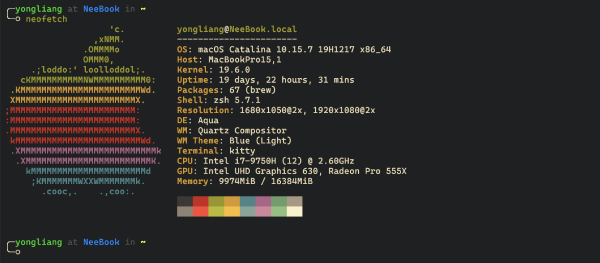 yongliang at NeeBook in ~
neofetch
'c.
,xNMM.
.OMMMMo
OMMM0,
.;loddo:' loolloddol;.
cKMMMMMMMMMMNWMMMMMMMMMM0:
.KMMMMMMMMMMMMMMMMMMMMMMMWd.
XMMMMMMMMMMMMMMMMMMMMMMMX.
;MMMMMMMMMMMMMMMMMMMMMMMM:
:MMMMMMMMMMMMMMMMMMMMMMMM:
.MMMMMMMMMMMMMMMMMMMMMMMMX.
kMMMMMMMMMMMMMMMMMMMMMMMMWd.
.XMMMMMMMMMMMMMMMMMMMMMMMMMMk
.XMMMMMMMMMMMMMMMMMMMMMMMMK.
kMMMMMMMMMMMMMMMMMMMMMMd
;KMMMMMMMWXXWMMMMMMMk.
.cooc,. .,coo:.
yongliang@NeeBook.local
-----------------------
OS: macOS Catalina 10.15.7 19H1217 x86_64
Host: MacBookPro15,1
Kernel: 19.6.0
Uptime: 19 days, 22 hours, 31 mins
Packages: 67 (brew)
Shell: zsh 5.7.1
Resolution: 1680x1050@2x, 1920x1080@2x
DE: Aqua
WM: Quartz Compositor
WM Theme: Blue (Light)
Terminal: kitty
CPU: Intel i7-9750H (12) @ 2.60GHz
GPU: Intel UHD Graphics 630, Radeon Pro 555X
Memory: 9974MiB / 16384MiB
yongliang at NeeBook in ~